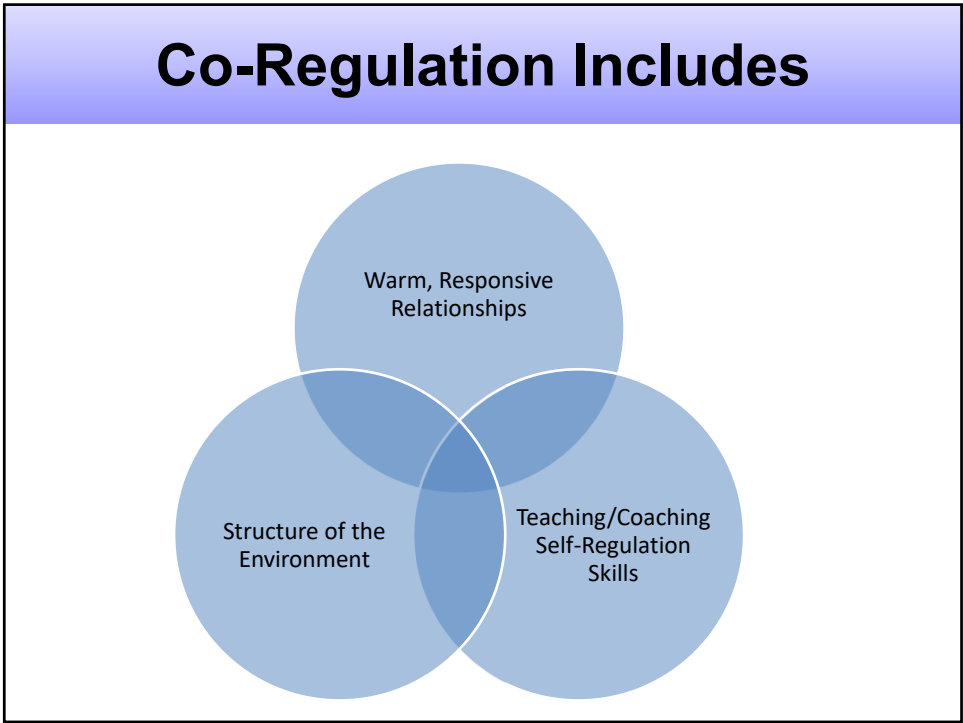 Co-Regulation Includes
Warm, Responsive
Relationships
Structure of the
Environment
Teaching/Coaching
Self-Regulation
Skills